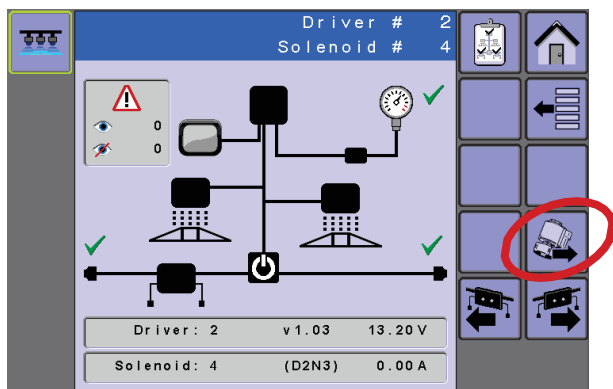 Driver # 2
Solenoid # 4
0
0
Driver: 2 v1.03 13.20V
Solenoid: 4 (D2N3) 0.00A